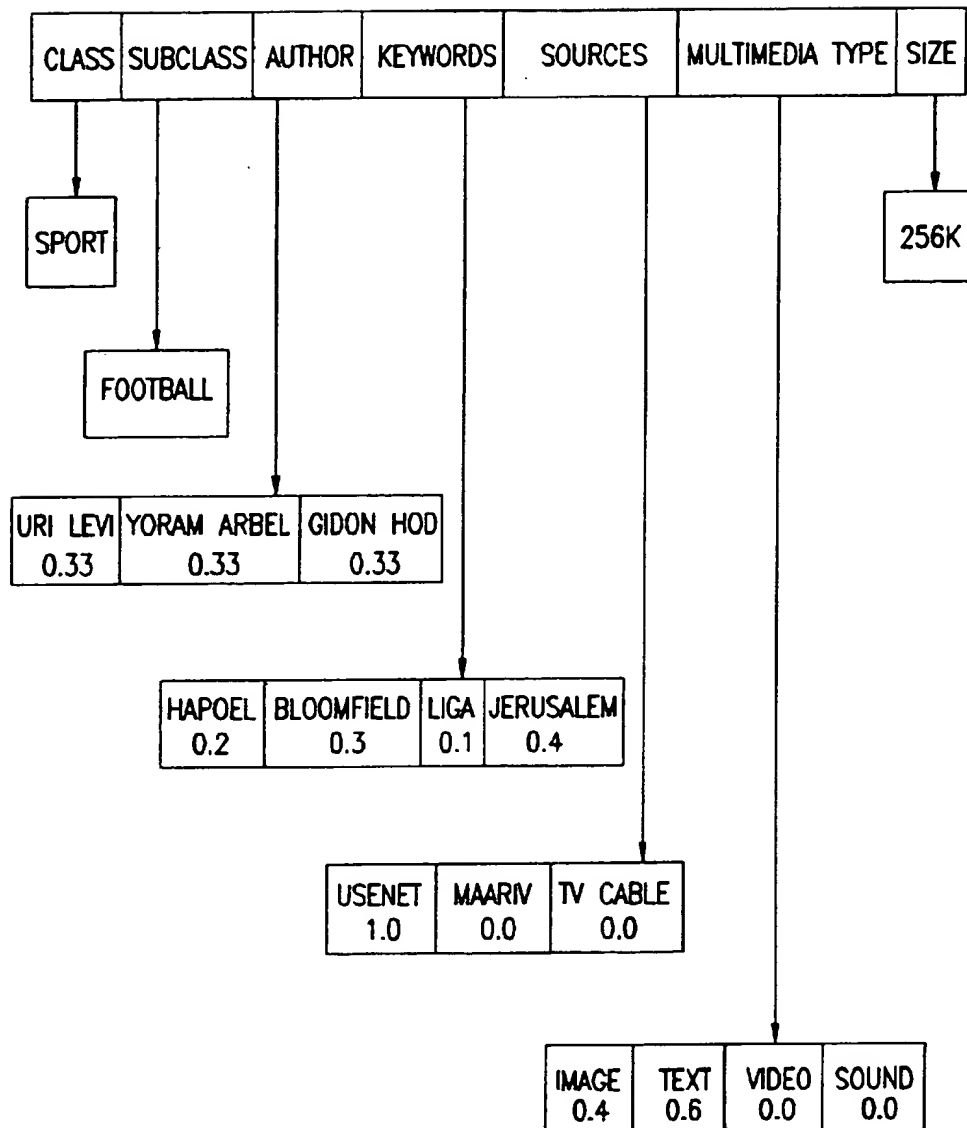 CLASS SUBCLASS AUTHOR KEYWORDS SOURCES MULTIMEDIA TYPE SIZE
SPORT
256K
FOOTBALL
URI LEVI YORAM ARBEL GIDON HOD
0.33 0.33 0.33
HAPOEL BLOOMFIELD LIGA JERUSALEM
0.2 0.3 0.1 0.4
USENET MAARIV TV CABLE
1.0 0.0 0.0
IMAGE TEXT VIDEO SOUND
0.4 0.6 0.0 0.0